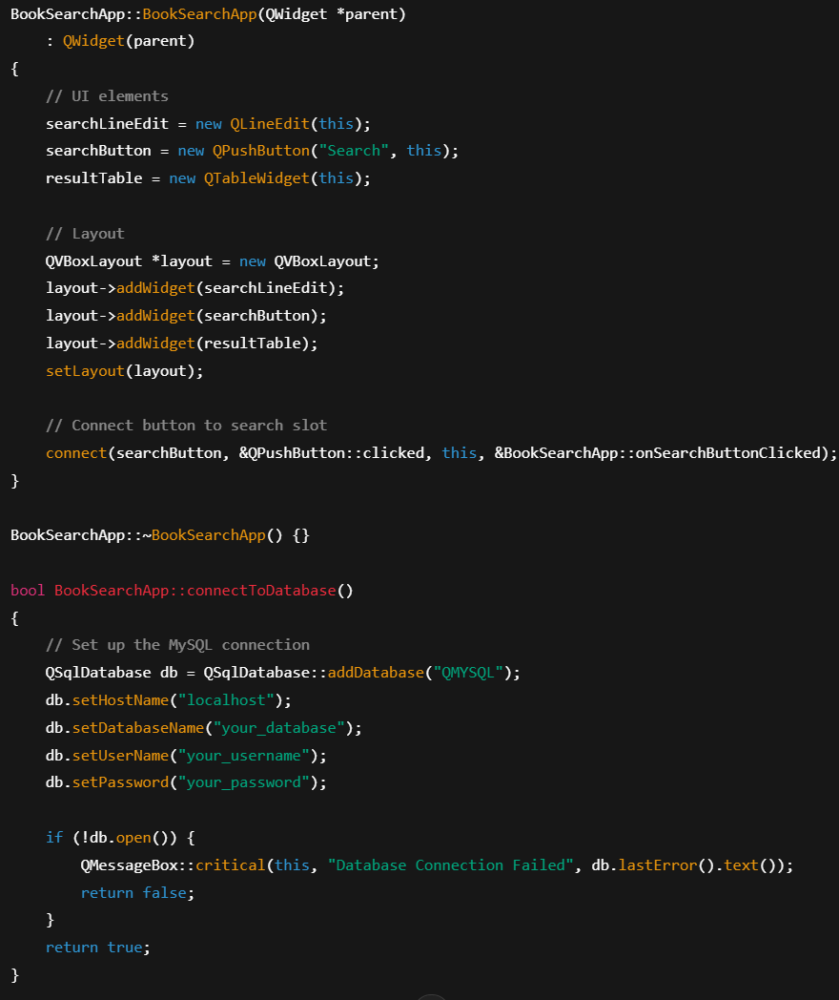 BookSearchApp::BookSearchApp(QWidget *parent)
    : QWidget(parent)
{
    // UI elements
    searchLineEdit = new QLineEdit(this);
    searchButton = new QPushButton("Search", this);
    resultTable = new QTableWidget(this);

    // Layout
    QVBoxLayout *layout = new QVBoxLayout;
    layout->addWidget(searchLineEdit);
    layout->addWidget(searchButton);
    layout->addWidget(resultTable);
    setLayout(layout);

    // Connect button to search slot
    connect(searchButton, &QPushButton::clicked, this, &BookSearchApp::onSearchButtonClicked);
}

BookSearchApp::~BookSearchApp() {}

bool BookSearchApp::connectToDatabase()
{
    // Set up the MySQL connection
    QSqlDatabase db = QSqlDatabase::addDatabase("QMYSQL");
    db.setHostName("localhost");
    db.setDatabaseName("your_database");
    db.setUserName("your_username");
    db.setPassword("your_password");

    if (!db.open()) {
        QMessageBox::critical(this, "Database Connection Failed", db.lastError().text());
        return false;
    }
    return true;
}